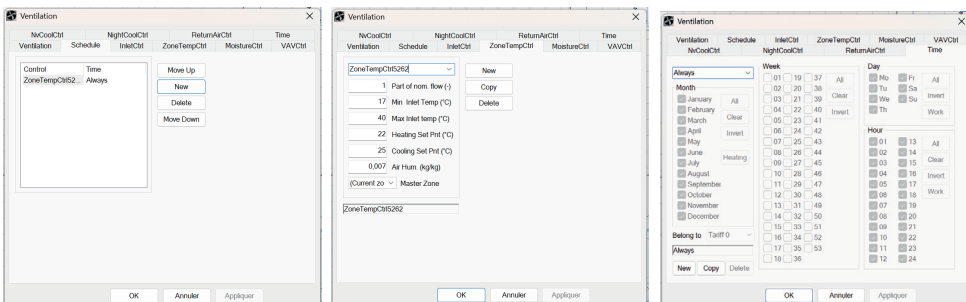 Ventilation
NvCoolCtrl NightCoolCtrl ReturnAirCtrl Time
Ventilation Schedule InletCtrl ZoneTempCtrl MoistureCtrl VAVCtrl
Control Time
ZoneTempCtrl52... Always
Move Up
New
Delete
Move Down
OK Annuler Appliquer
Ventilation
NvCoolCtrl NightCoolCtrl ReturnAirCtrl Time
Ventilation Schedule InletCtrl ZoneTempCtrl MoistureCtrl VAVCtrl
ZoneTempCtrl5262 New
1 Part of nom. flow (-) Copy
17 Min Inlet Temp (°C) Delete
40 Max Inlet temp (°C)
22 Heating Set Pnt (°C)
25 Cooling Set Pnt (°C)
0,007 Air Hum. (kg/kg)
(Current zo Master Zone
ZoneTempCtrl5262
OK Annuler Appliquer
Ventilation
Ventilation Schedule InletCtrl ZoneTempCtrl MoistureCtrl VAVCtrl
NvCoolCtrl NightCoolCtrl ReturnAirCtrl Time
Always
Month
January
February
March
April
May
June
July
August
September
October
November
December
All
Clear
Invert
Heating
Belong to Tariff 0
Always
New Copy Delete
Week
01 19 37
02 20 38
03 21 39
04 22 40
05 23 41
06 24 42
07 25 43
08 26 44
09 27 45
10 28 46
11 29 47
12 30 48
13 31 49
14 32 50
15 33 51
16 34 52
17 35 53
18 36
All
Clear
Invert
Day
Mo Fr
Tu Sa
We Su
Th
All
Invert
Work
Hour
01 13
02 14
03 15
04 16
05 17
06 18
07 19
08 20
09 21
10 22
11 23
12 24
All
Clear
Invert
Work
OK Annuler Appliquer